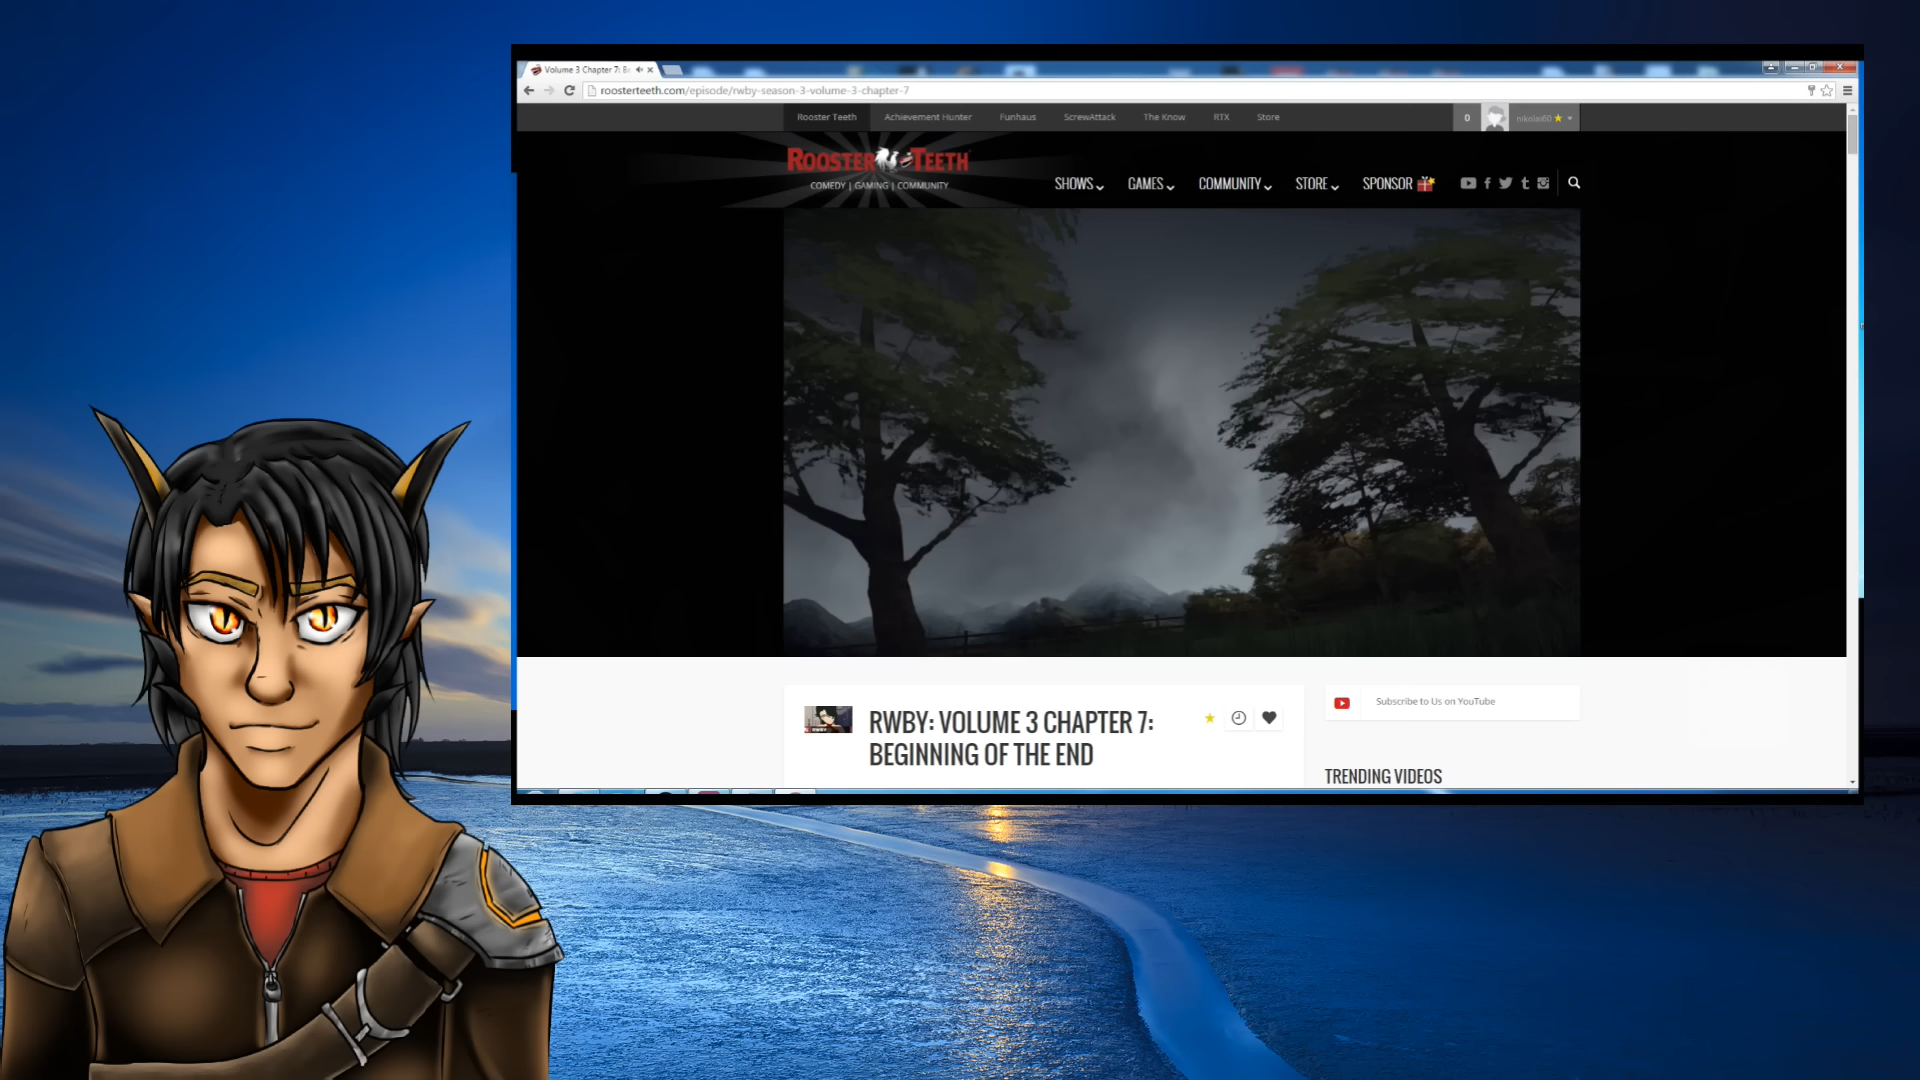 Volume 3 Chapter 7: Be
roosterteeth.com/episode/rwby-season-3-volume-3-chapter-7
Rooster Teeth Achievement Hunter Funhaus ScrewAttack The Know RTX Store 0 nikolai60
ROOSTER TEETH
COMEDY | GAMING | COMMUNITY
SHOWS GAMES COMMUNITY STORE SPONSOR
RWBY: VOLUME 3 CHAPTER 7:
BEGINNING OF THE END
Subscribe to Us on YouTube
TRENDING VIDEOS